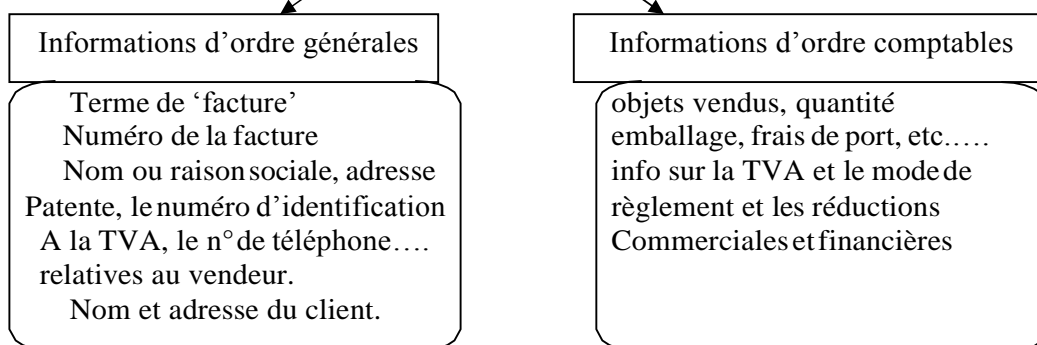 Informations d’ordre générales
Terme de ‘facture’
Numéro de la facture
Nom ou raison sociale, adresse
Patente, le numéro d’identification
A la TVA, le n° de téléphone….
relatives au vendeur.
Nom et adresse du client.
Informations d’ordre comptables
objets vendus, quantité
emballage, frais de port, etc.….
info sur la TVA et le mode de
règlement et les réductions
Commerciales et financières